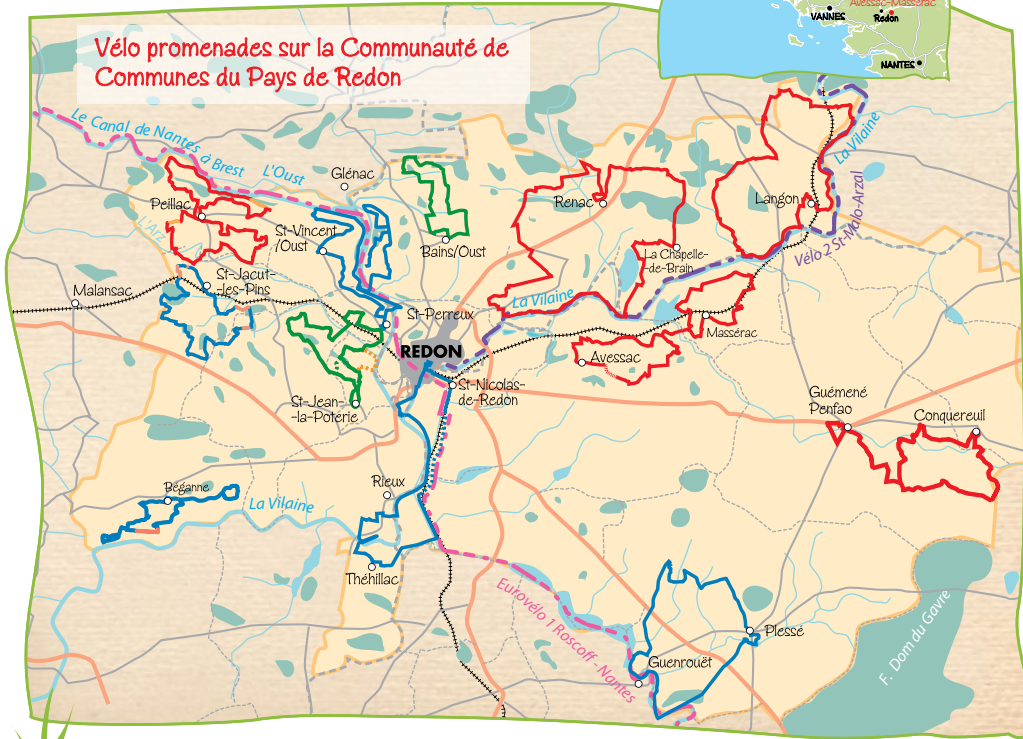 Vélo promenades sur la Communauté de
Communes du Pays de Redon
Avessac-Massérac
VANNES
Redon
NANTES
Le Canal de Nantes à Brest
L'Oust
Glénac
La Vilaine
Peillac
Renac
Langon
L'Arz
St-Vincent
/Oust
Bains/Oust
La Chapelle-
-de-Brain
Vélo 2 St-Malo-Arzal
St-Jacut-
-les-Pins
Malansac
La Vilaine
St-Perreux
Massérac
REDON
Avessac
St-Nicolas-
de-Redon
St-Jean-
-la-Poterie
Guémené
Penfao
Conquereuil
Béganne
Rieux
La Vilaine
Théhillac
Eurovélo 1 Roscoff - Nantes
F. Dom du Gavre
Plessé
Guenrouët